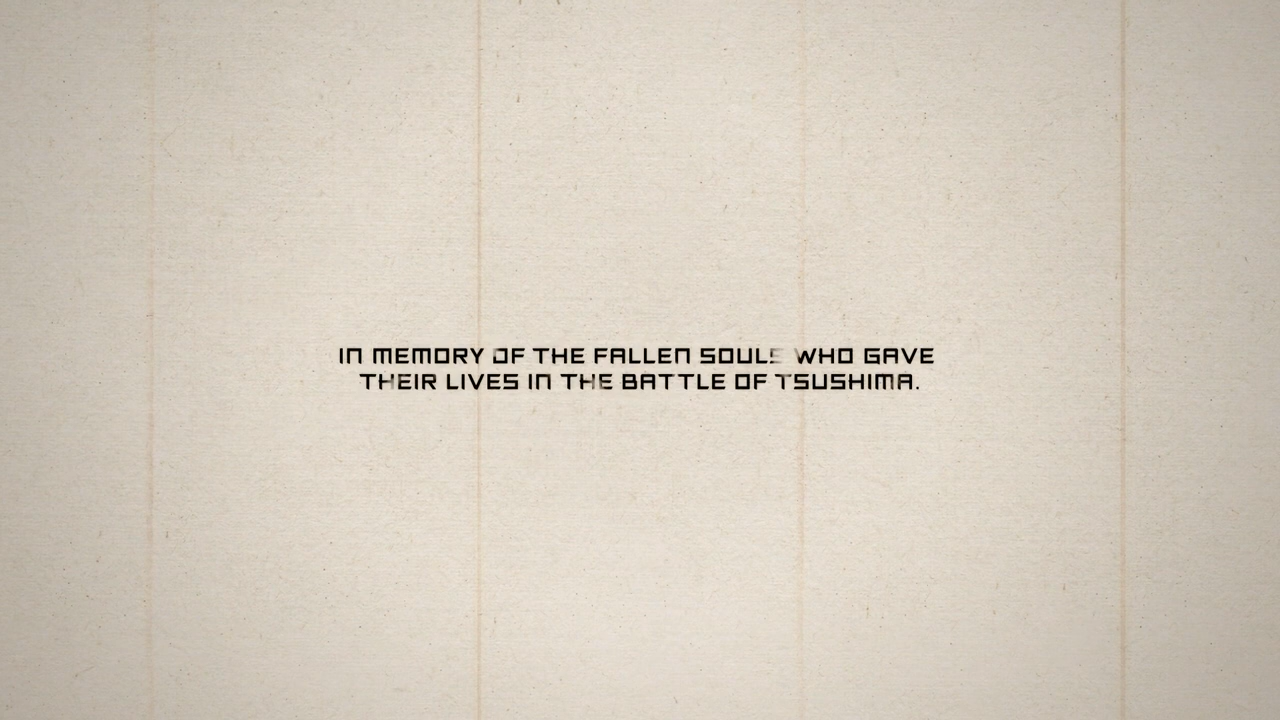 IN MEMORY OF THE FALLEN SOULS WHO GAVE
THEIR LIVES IN THE BATTLE OF TSUSHIMA.